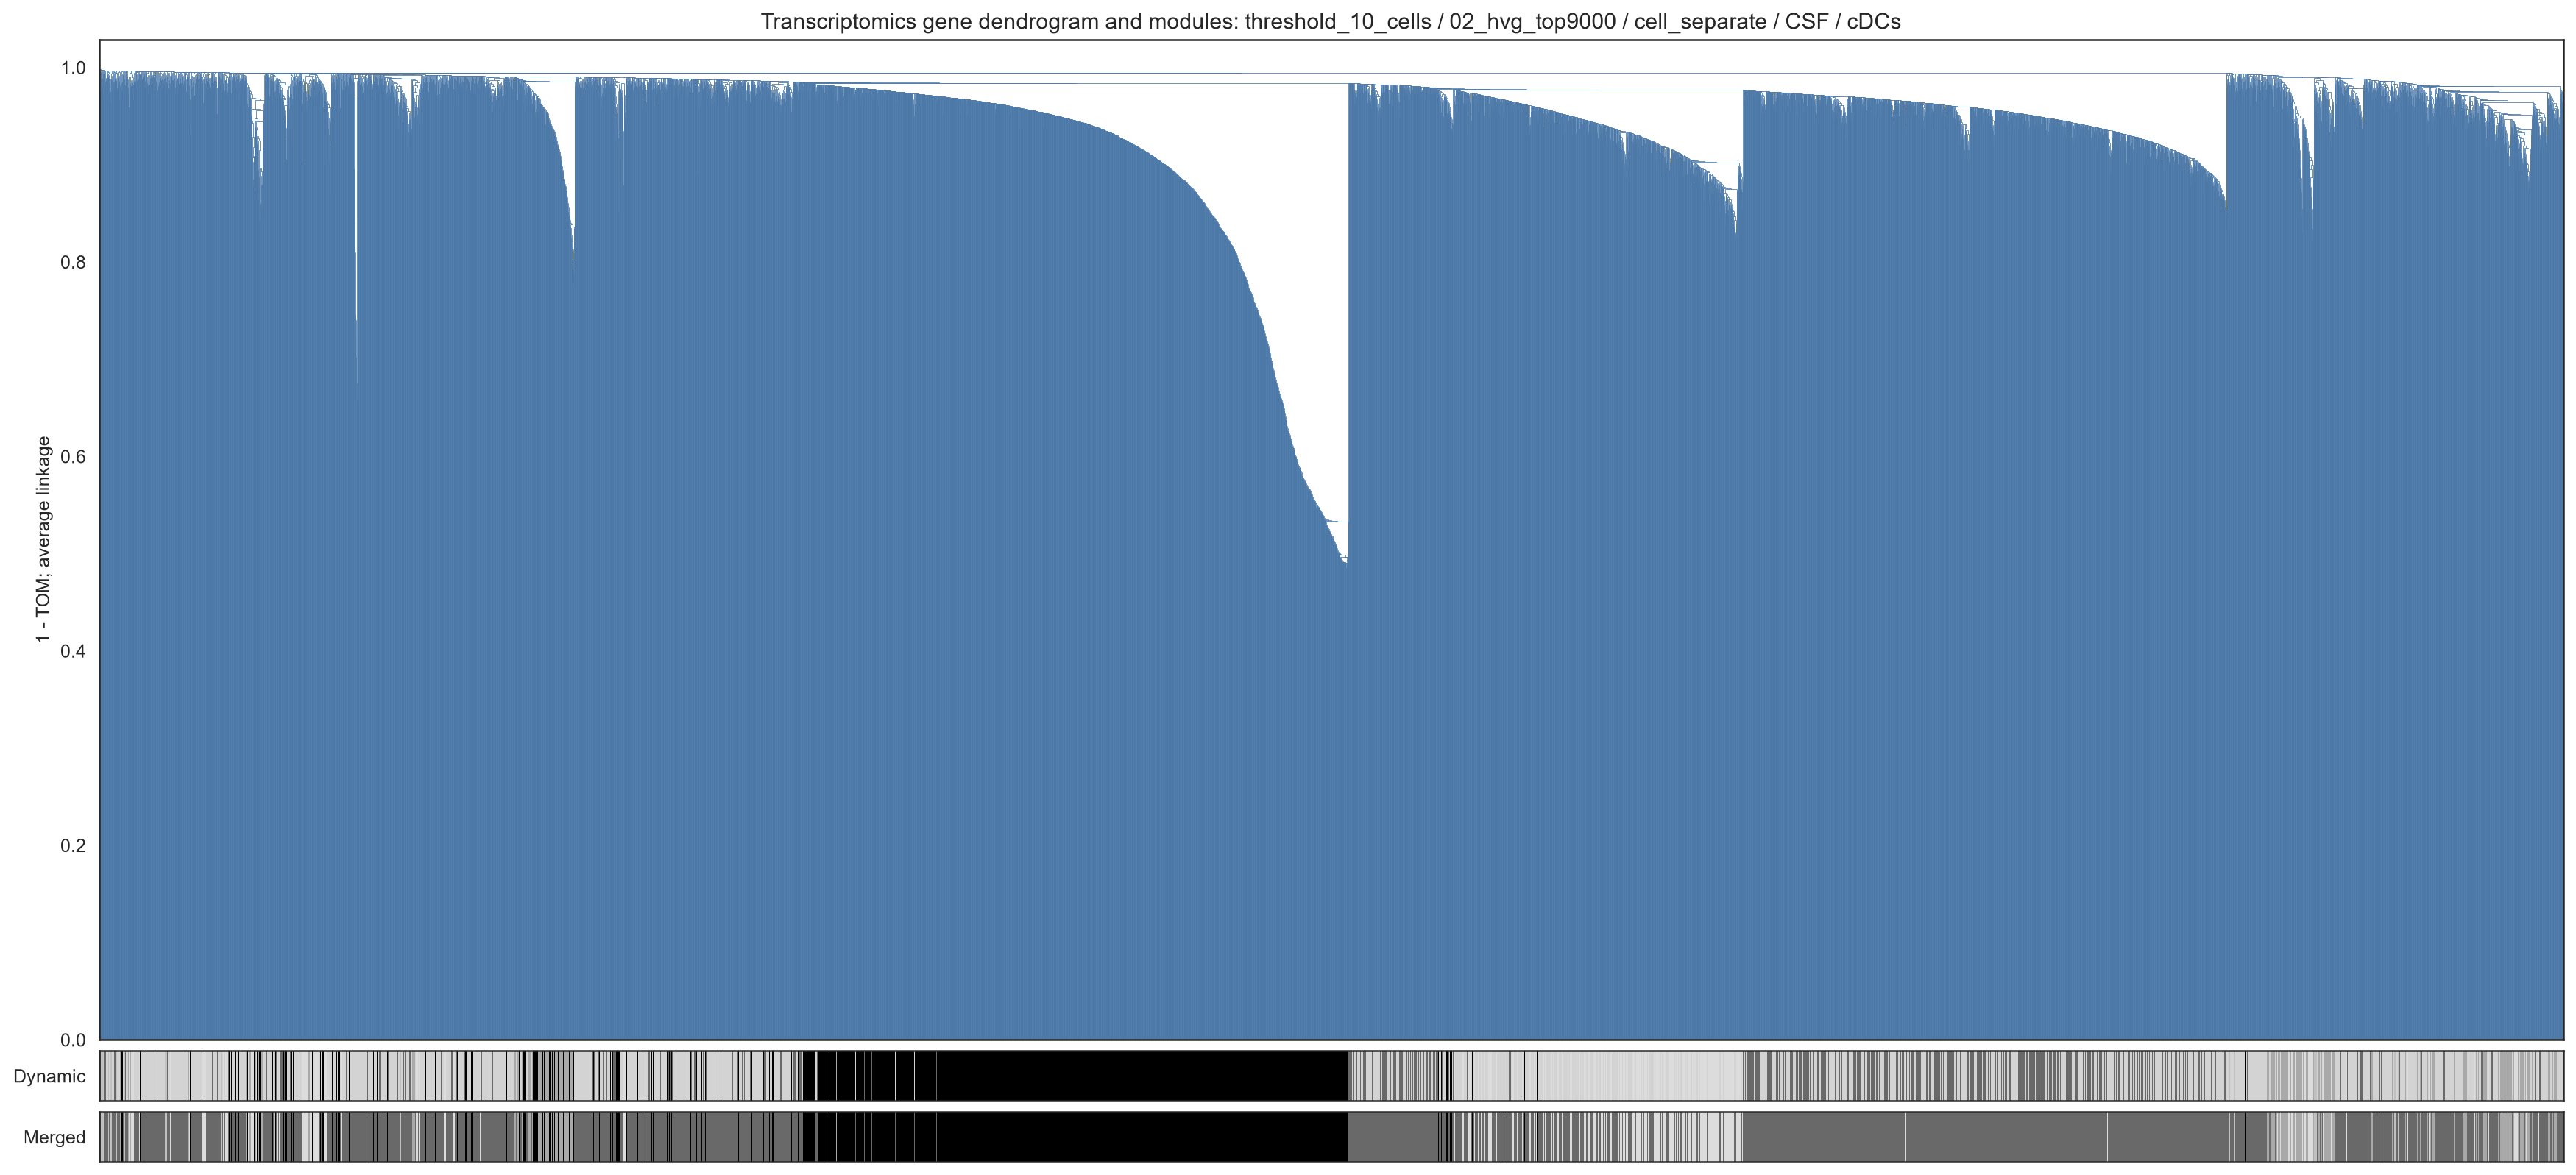 Transcriptomics gene dendrogram and modules: threshold_10_cells / 02_hvg_top9000 / cell_separate / CSF / cDCs
1.0
0.8
0.6
0.4
0.2
0.0
1 - TOM; average linkage
Dynamic
Merged